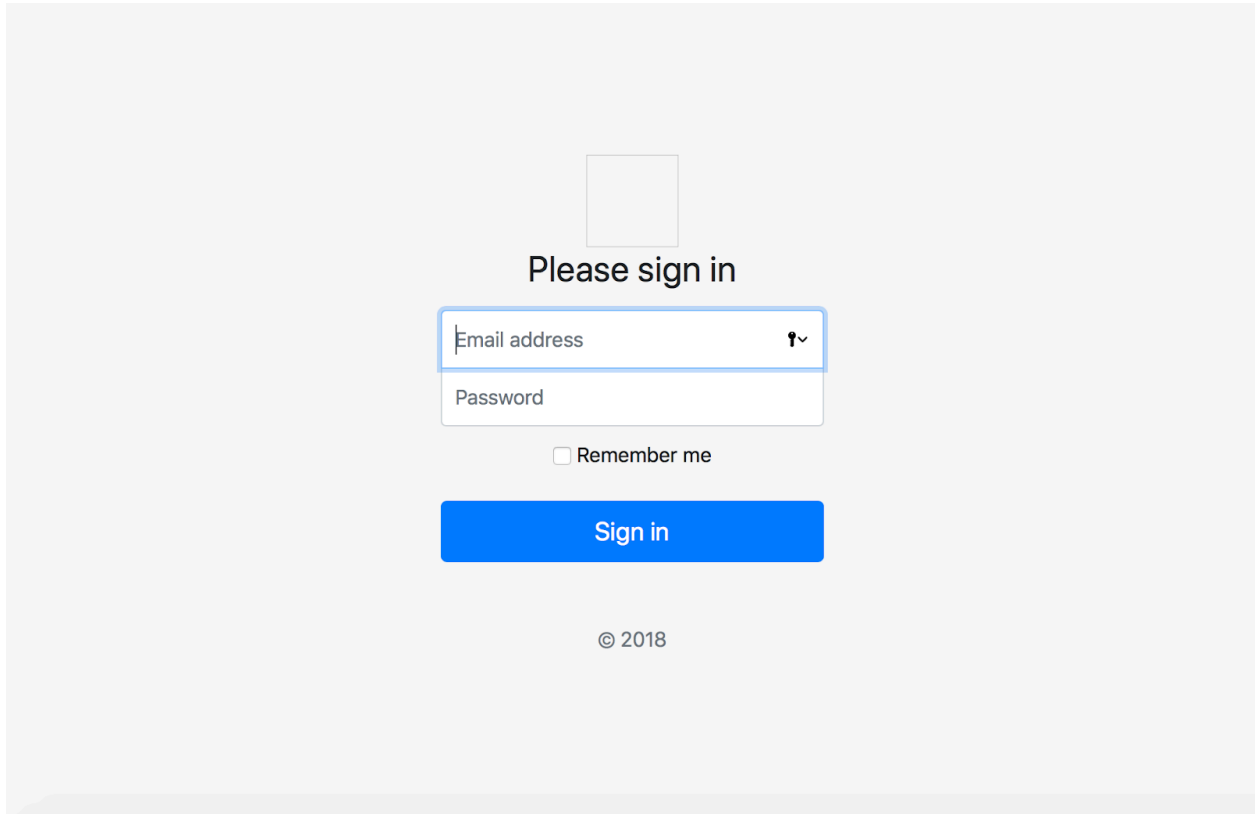 Please sign in
Email address
Password
Remember me
Sign in
© 2018